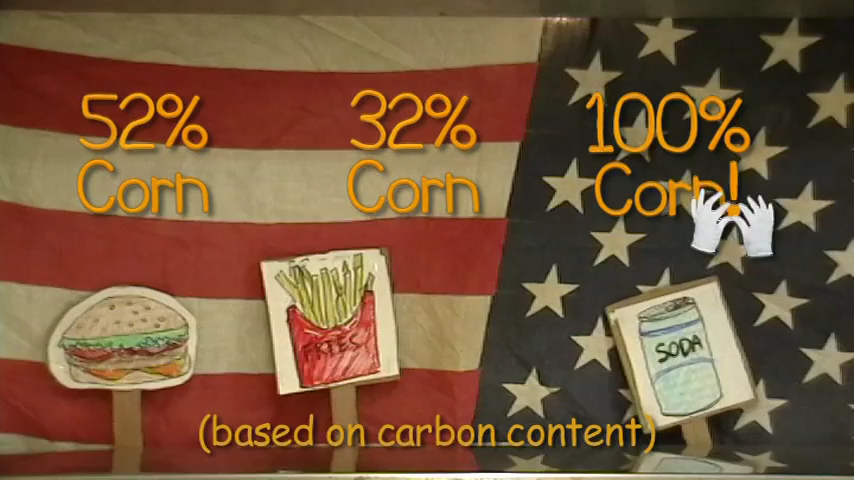 52% 32% 100%
Corn Corn Corn!
FRIES
SODA
(based on carbon content)